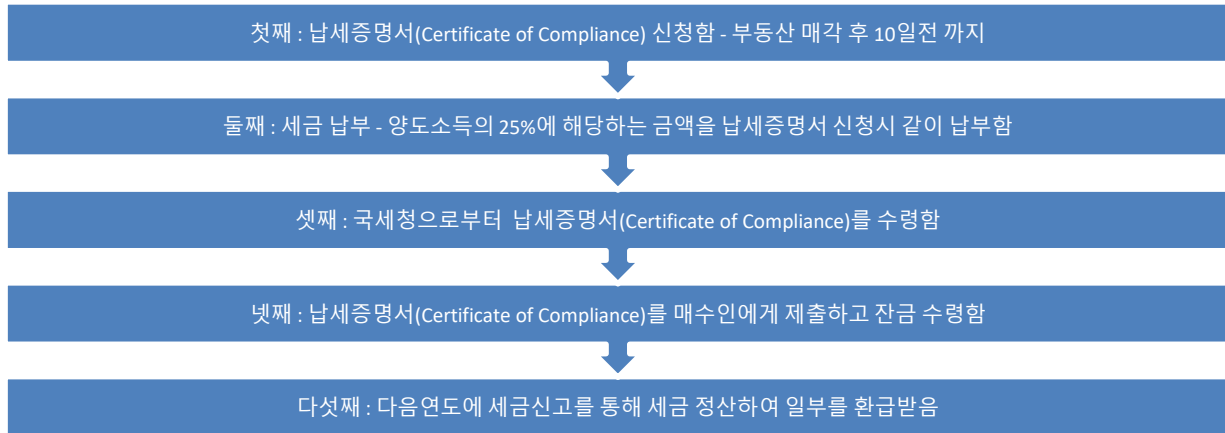 첫째 : 납세증명서(Certificate of Compliance) 신청함 - 부동산 매각 후 10일전 까지
둘째 : 세금 납부 - 양도소득의 25%에 해당하는 금액을 납세증명서 신청시 같이 납부함
셋째 : 국세청으로부터 납세증명서(Certificate of Compliance)를 수령함
넷째 : 납세증명서(Certificate of Compliance)를 매수인에게 제출하고 잔금 수령함
다섯째 : 다음연도에 세금신고를 통해 세금 정산하여 일부를 환급받음